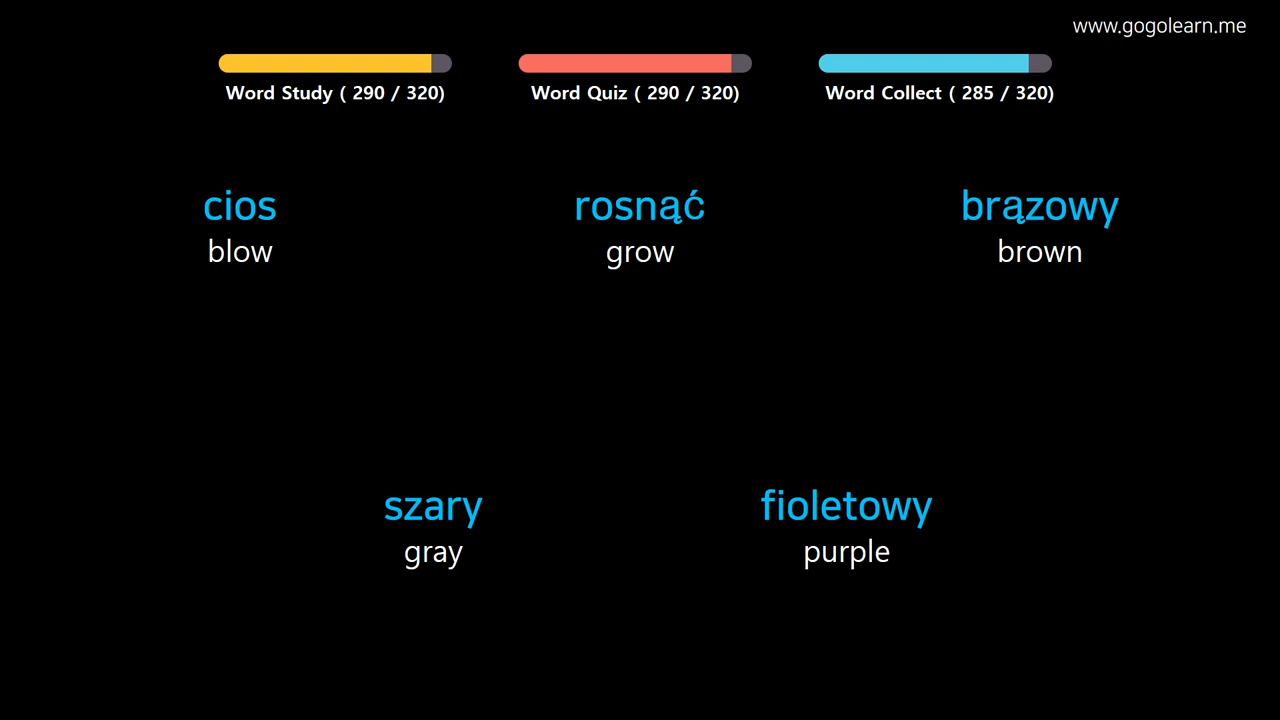 www.gogolearn.me
Word Study ( 290 / 320)
Word Quiz ( 290 / 320)
Word Collect ( 285 / 320)
cios
blow
rosnąć
grow
brązowy
brown
szary
gray
fioletowy
purple